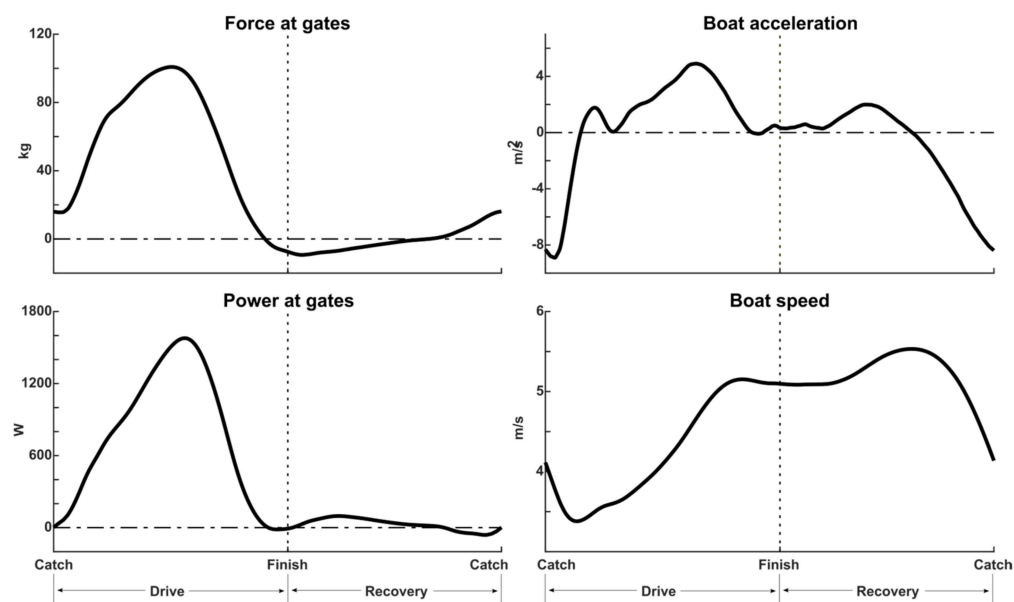 Force at gates
120
80
40
0
kg
Boat acceleration
4
0
-4
-8
m/s2
Power at gates
1800
1200
600
0
W
Catch
Finish
Catch
Drive
Recovery
Boat speed
6
5
4
m/s
Catch
Finish
Catch
Drive
Recovery